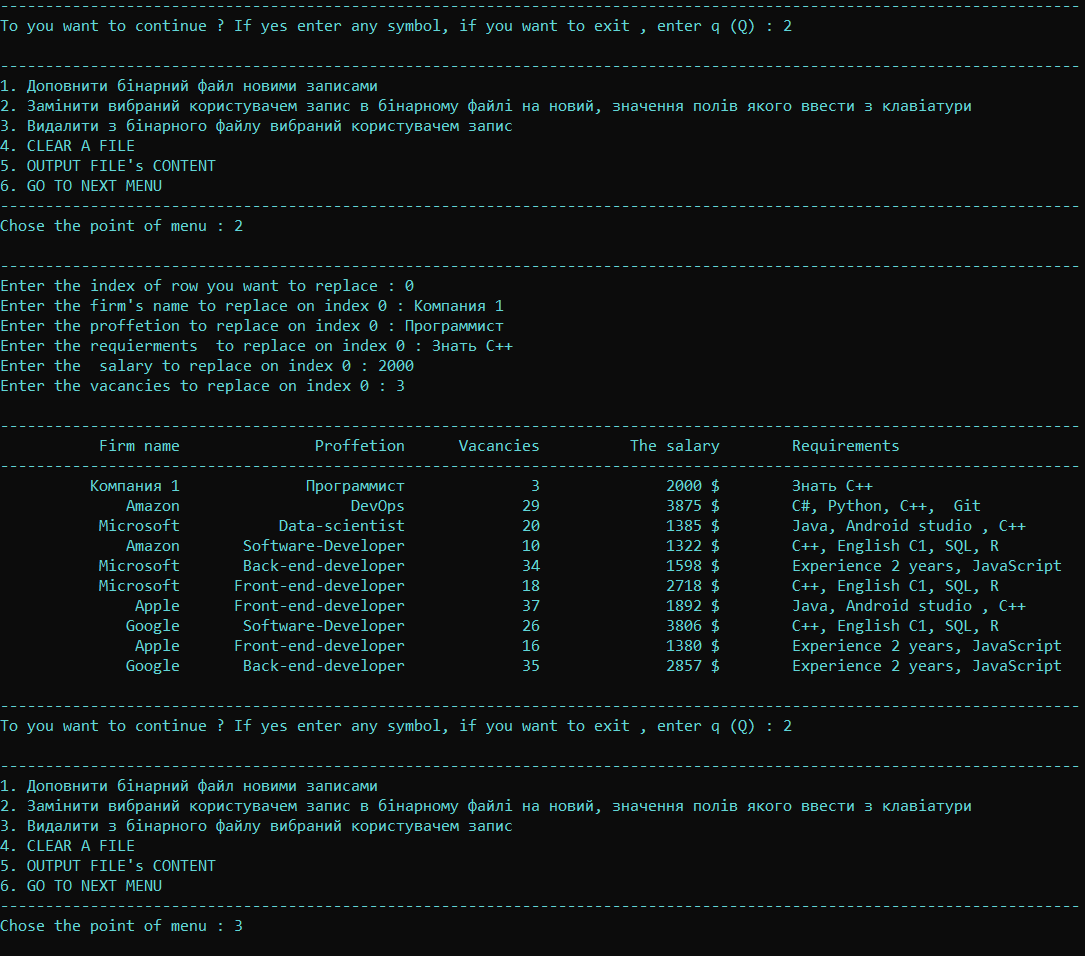 ------------------------------------------------------------------------------------------------------------------------
To you want to continue ? If yes enter any symbol, if you want to exit , enter q (Q) : 2
------------------------------------------------------------------------------------------------------------------------
1. Доповнити бінарний файл новими записами
2. Замінити вибраний користувачем запис в бінарному файлі на новий, значення полів якого ввести з клавіатури
3. Видалити з бінарного файлу вибраний користувачем запис
4. CLEAR A FILE
5. OUTPUT FILE's CONTENT
6. GO TO NEXT MENU
------------------------------------------------------------------------------------------------------------------------
Chose the point of menu : 2
------------------------------------------------------------------------------------------------------------------------
Enter the index of row you want to replace : 0
Enter the firm's name to replace on index 0 : Компания 1
Enter the proffetion to replace on index 0 : Программист
Enter the requierments  to replace on index 0 : Знать C++
Enter the  salary to replace on index 0 : 2000
Enter the vacancies to replace on index 0 : 3
------------------------------------------------------------------------------------------------------------------------
Firm name Proffetion Vacancies The salary Requirements
------------------------------------------------------------------------------------------------------------------------
Компания 1 Программист 3 2000 $ Знать C++
Amazon DevOps 29 3875 $ C#, Python, C++,  Git
Microsoft Data-scientist 20 1385 $ Java, Android studio , C++
Amazon Software-Developer 10 1322 $ C++, English C1, SQL, R
Microsoft Back-end-developer 34 1598 $ Experience 2 years, JavaScript
Microsoft Front-end-developer 18 2718 $ C++, English C1, SQL, R
Apple Front-end-developer 37 1892 $ Java, Android studio , C++
Google Software-Developer 26 3806 $ C++, English C1, SQL, R
Apple Front-end-developer 16 1380 $ Experience 2 years, JavaScript
Google Back-end-developer 35 2857 $ Experience 2 years, JavaScript
------------------------------------------------------------------------------------------------------------------------
To you want to continue ? If yes enter any symbol, if you want to exit , enter q (Q) : 2
------------------------------------------------------------------------------------------------------------------------
1. Доповнити бінарний файл новими записами
2. Замінити вибраний користувачем запис в бінарному файлі на новий, значення полів якого ввести з клавіатури
3. Видалити з бінарного файлу вибраний користувачем запис
4. CLEAR A FILE
5. OUTPUT FILE's CONTENT
6. GO TO NEXT MENU
------------------------------------------------------------------------------------------------------------------------
Chose the point of menu : 3